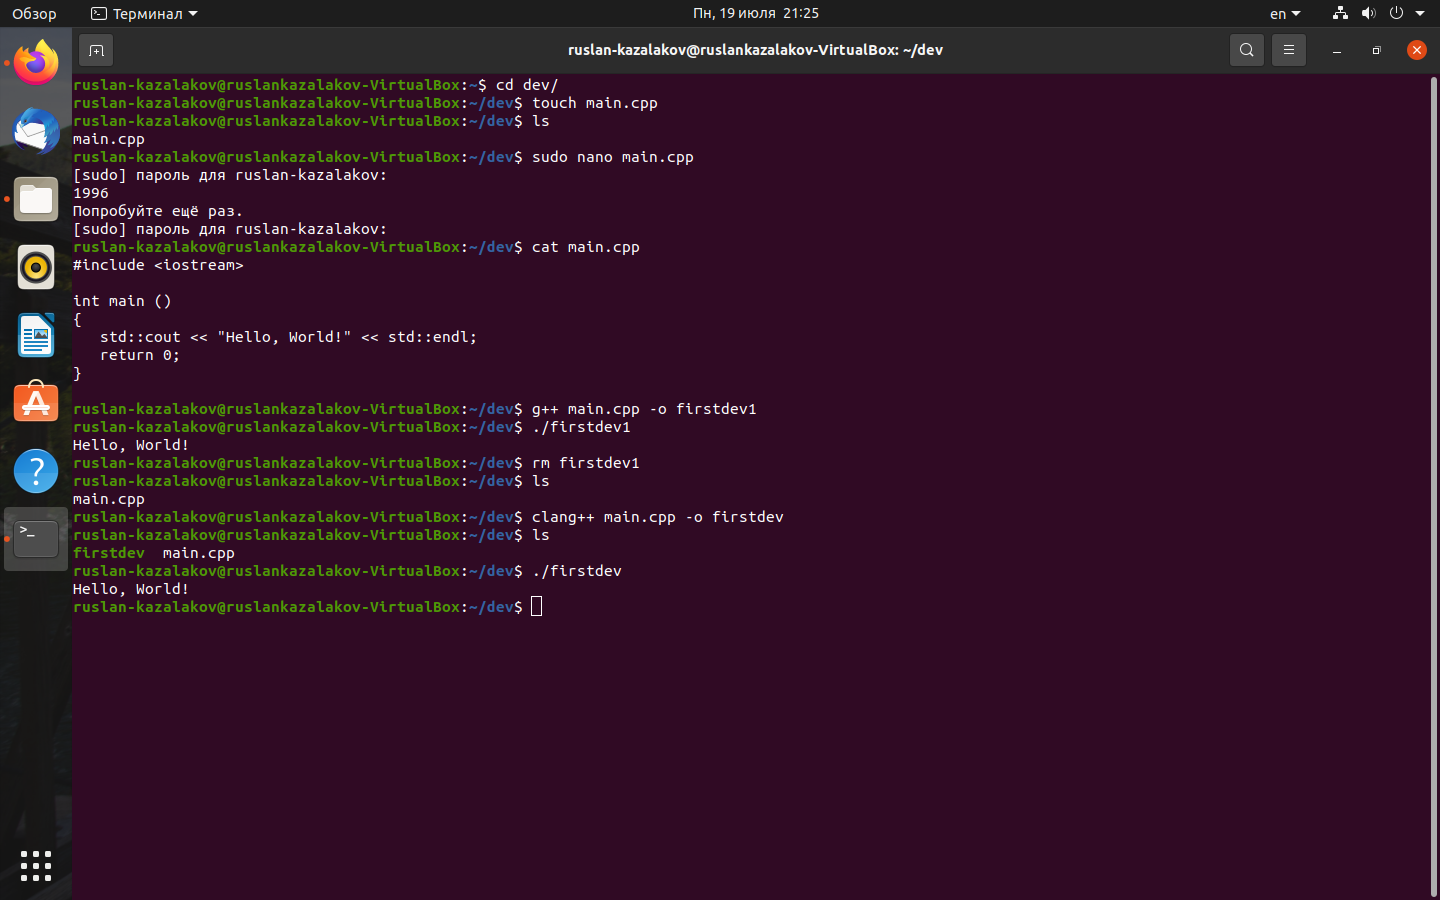 Обзор
Терминал
Пн, 19 июля 21:25
en
ruslan-kazalakov@ruslankazalakov-VirtualBox: ~/dev
ruslan-kazalakov@ruslankazalakov-VirtualBox:~$ cd dev/
ruslan-kazalakov@ruslankazalakov-VirtualBox:~/dev$ touch main.cpp
ruslan-kazalakov@ruslankazalakov-VirtualBox:~/dev$ ls
main.cpp
ruslan-kazalakov@ruslankazalakov-VirtualBox:~/dev$ sudo nano main.cpp
[sudo] пароль для ruslan-kazalakov:
1996
Попробуйте ещё раз.
[sudo] пароль для ruslan-kazalakov:
ruslan-kazalakov@ruslankazalakov-VirtualBox:~/dev$ cat main.cpp
#include <iostream>
int main ()
{
   std::cout << "Hello, World!" << std::endl;
   return 0;
}
ruslan-kazalakov@ruslankazalakov-VirtualBox:~/dev$ g++ main.cpp -o firstdev1
ruslan-kazalakov@ruslankazalakov-VirtualBox:~/dev$ ./firstdev1
Hello, World!
ruslan-kazalakov@ruslankazalakov-VirtualBox:~/dev$ rm firstdev1
ruslan-kazalakov@ruslankazalakov-VirtualBox:~/dev$ ls
main.cpp
ruslan-kazalakov@ruslankazalakov-VirtualBox:~/dev$ clang++ main.cpp -o firstdev
ruslan-kazalakov@ruslankazalakov-VirtualBox:~/dev$ ls
firstdev  main.cpp
ruslan-kazalakov@ruslankazalakov-VirtualBox:~/dev$ ./firstdev
Hello, World!
ruslan-kazalakov@ruslankazalakov-VirtualBox:~/dev$